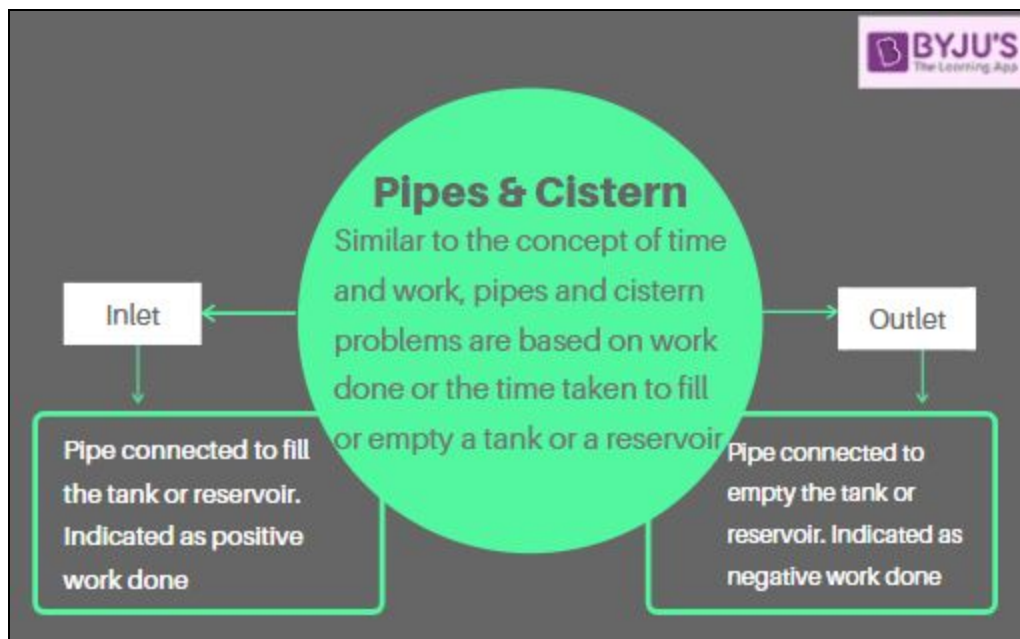 BYJU'S
The Learning App
Pipes & Cistern
Similar to the concept of time
and work, pipes and cistern
problems are based on work
done or the time taken to fill
or empty a tank or a reservoir
Inlet
Pipe connected to fill
the tank or reservoir.
Indicated as positive
work done
Outlet
Pipe connected to
empty the tank or
reservoir. Indicated as
negative work done